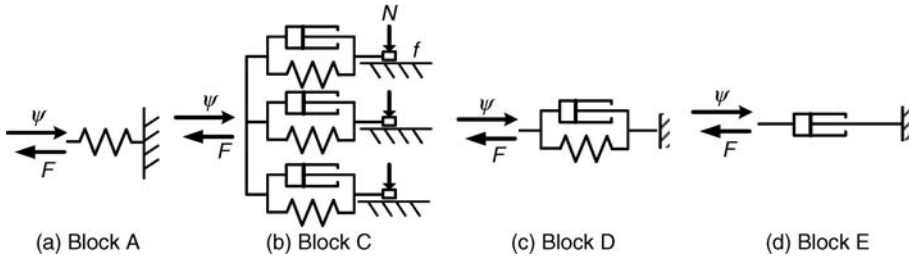 N
f
ψ
F
ψ
F
ψ
F
ψ
F
(a) Block A
(b) Block C
(c) Block D
(d) Block E